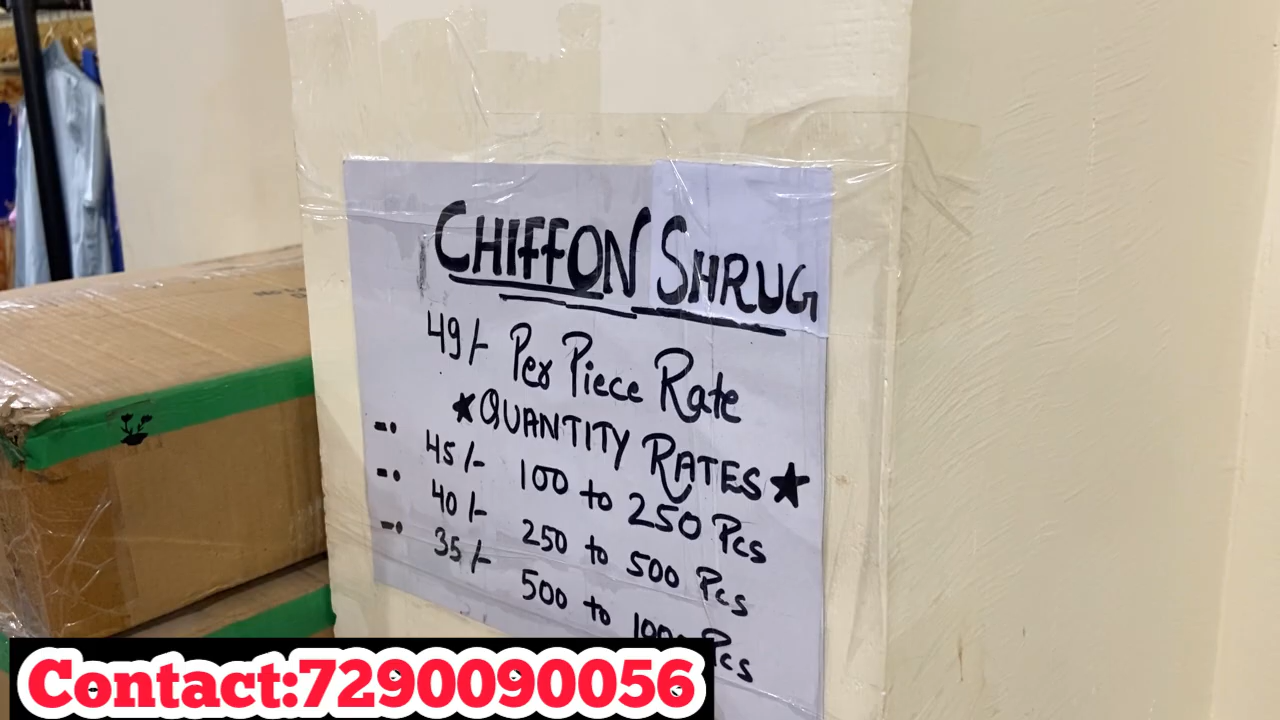 CHIFFON SHRUG
49/- Per Piece Rate
★QUANTITY RATES★
-• 45/- 100 to 250 Pcs
-• 40/- 250 to 500 Pcs
-• 35/- 500 to Pcs
Contact:7290090056